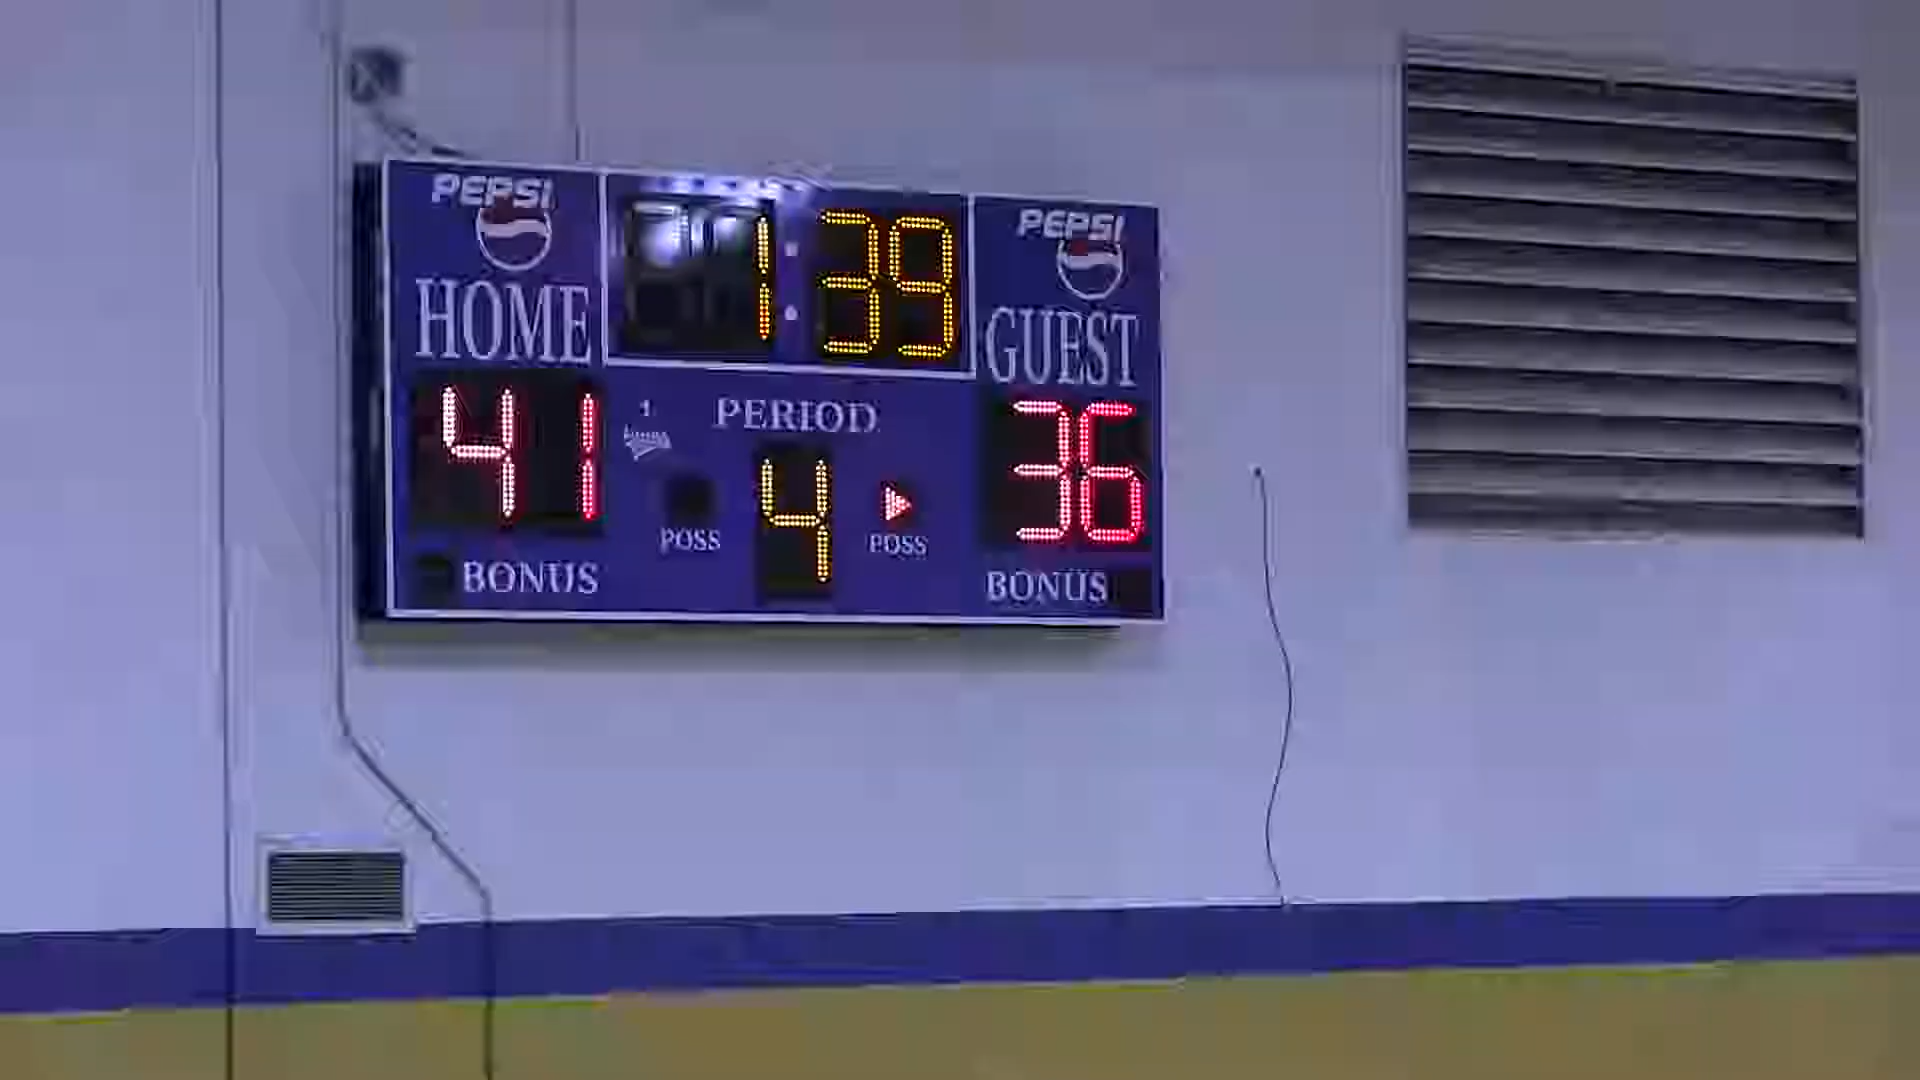 PEPSI
HOME
1:39
PEPSI
GUEST
41
PERIOD
4
36
POSS
POSS
BONUS
BONUS